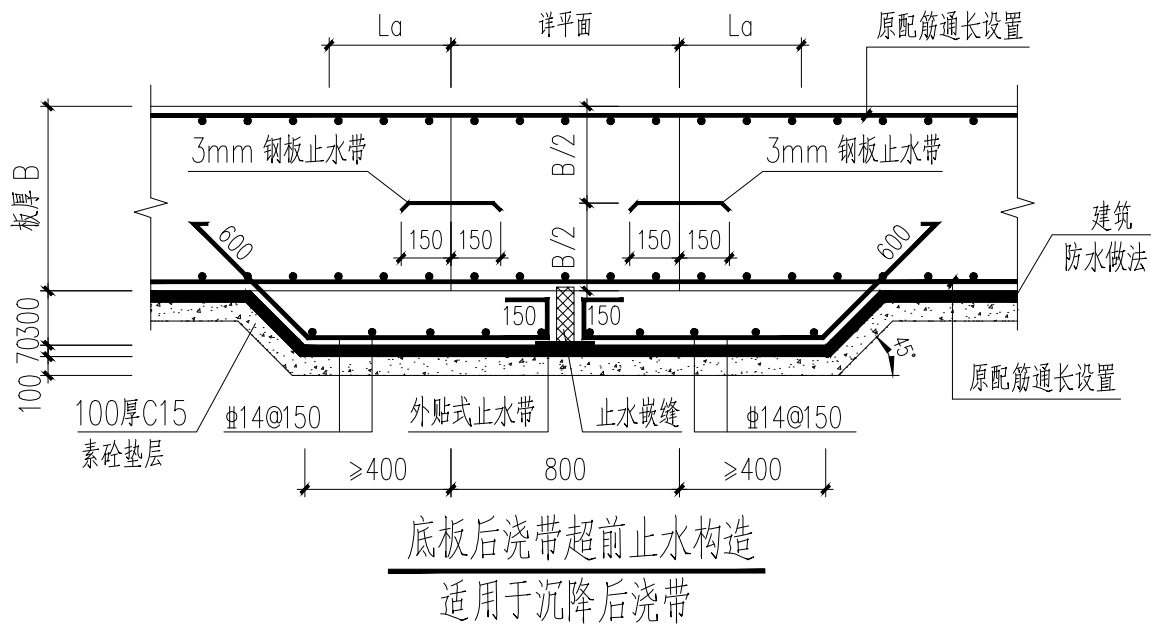 La
详平面
La
原配筋通长设置
3mm 钢板止水带
B/2
3mm 钢板止水带
板厚 B
600
150
150
B/2
150
150
600
建筑
防水做法
300
70
100
150
150
45°
原配筋通长设置
100厚C15
素砼垫层
ϕ14@150
外贴式止水带
止水嵌缝
ϕ14@150
≥400
800
≥400
底板后浇带超前止水构造
适用于沉降后浇带